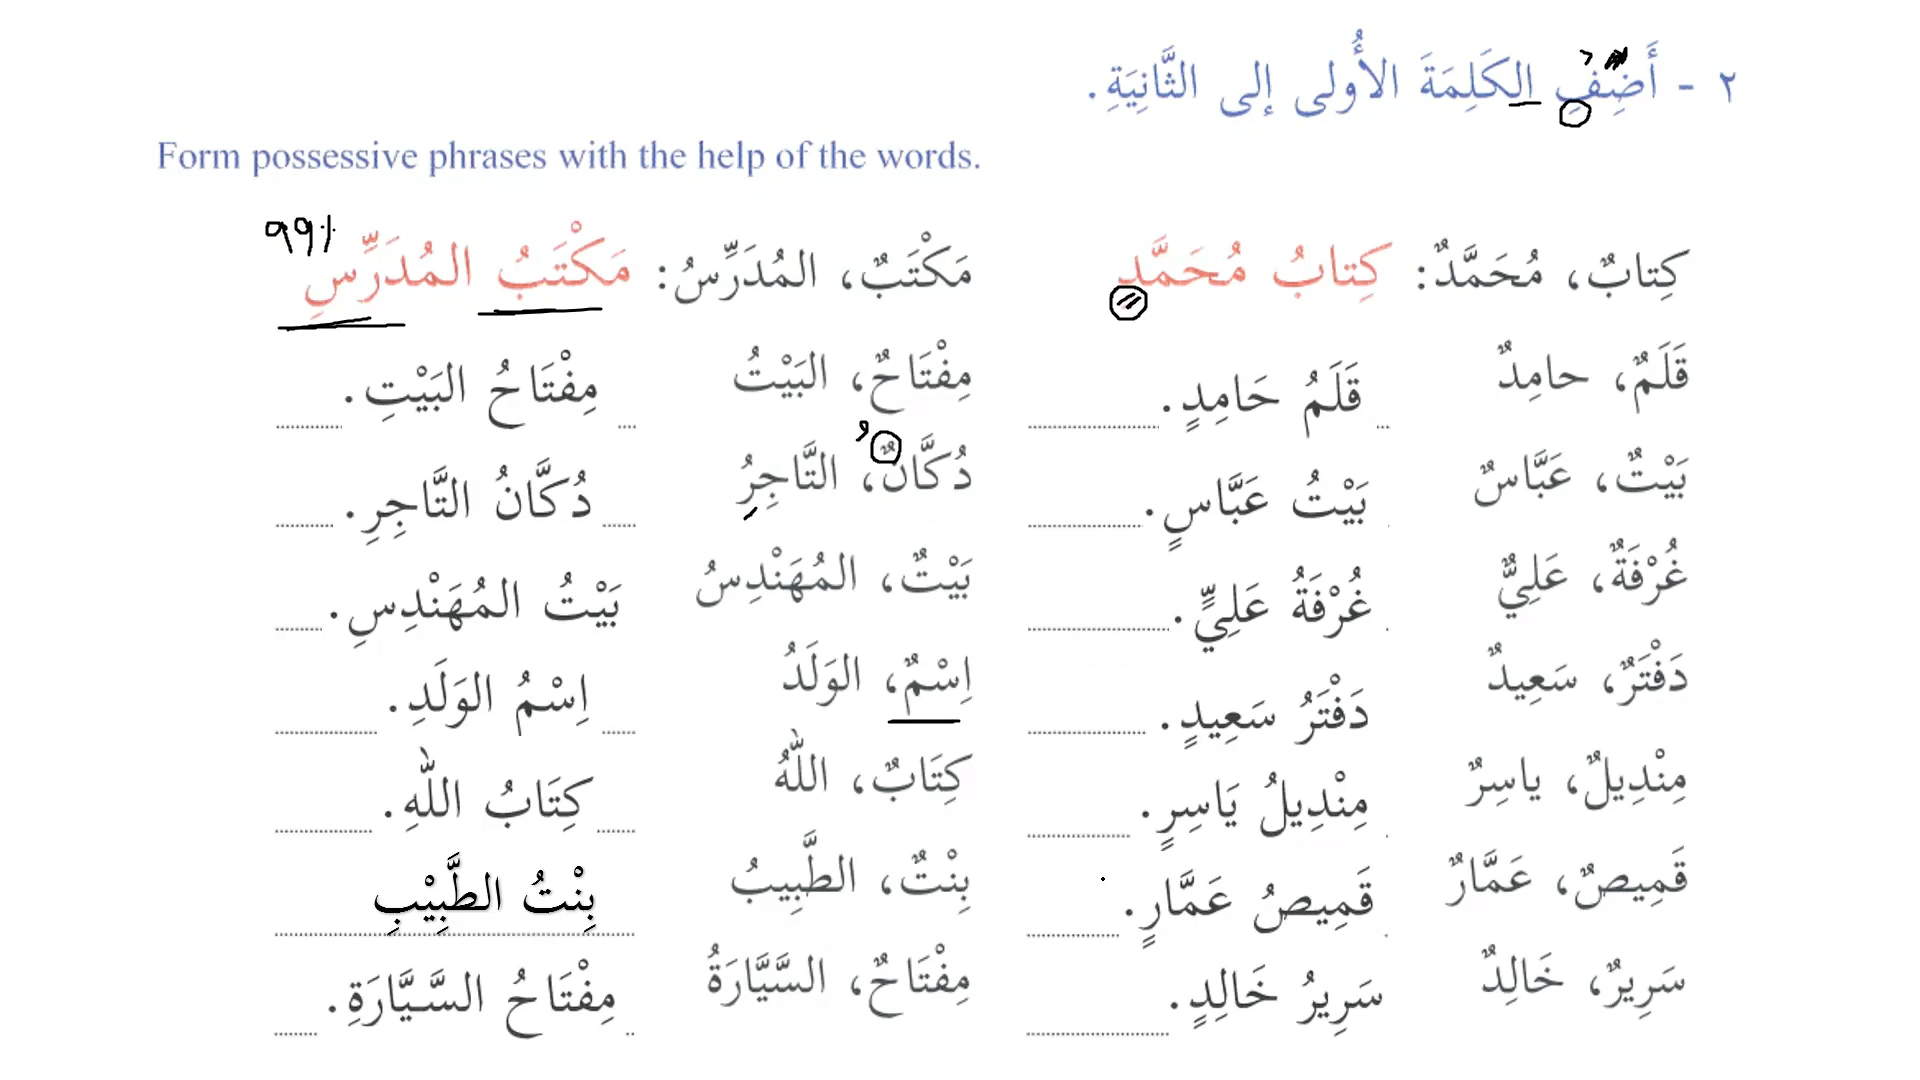 ٢ - أَضِفِ الكَلِمَةَ الأُولى إلى الثَّانِيَةِ.
Form possessive phrases with the help of the words.
كِتابٌ، مُحَمَّدٌ: كِتابُ مُحَمَّدٍ مَكْتَبٌ، المُدَرِّسُ: مَكْتَبُ المُدَرِّسِ 99%
قَلَمٌ، حامِدٌ قَلَمُ حَامِدٍ. مِفْتَاحٌ، البَيْتُ مِفْتَاحُ البَيْتِ.
بَيْتٌ، عَبَّاسٌ بَيْتُ عَبَّاسٍ. دُكَّانٌ، التَّاجِرُ دُكَّانُ التَّاجِرِ.
غُرْفَةٌ، عَلِيٌّ غُرْفَةُ عَلِيٍّ. بَيْتٌ، المُهَنْدِسُ بَيْتُ المُهَنْدِسِ.
دَفْتَرٌ، سَعِيدٌ دَفْتَرُ سَعِيدٍ. اِسْمٌ، الوَلَدُ اِسْمُ الوَلَدِ.
مِنْدِيلٌ، ياسِرٌ مِنْدِيلُ يَاسِرٍ. كِتَابٌ، اللّٰهُ كِتَابُ اللّٰهِ.
قَمِيصٌ، عَمَّارٌ قَمِيصُ عَمَّارٍ. بِنْتٌ، الطَّبِيبُ بِنْتُ الطَّبِيْبِ
سَرِيرٌ، خَالِدٌ سَرِيرُ خَالِدٍ. مِفْتَاحٌ، السَّيَّارَةُ مِفْتَاحُ السَّيَّارَةِ.